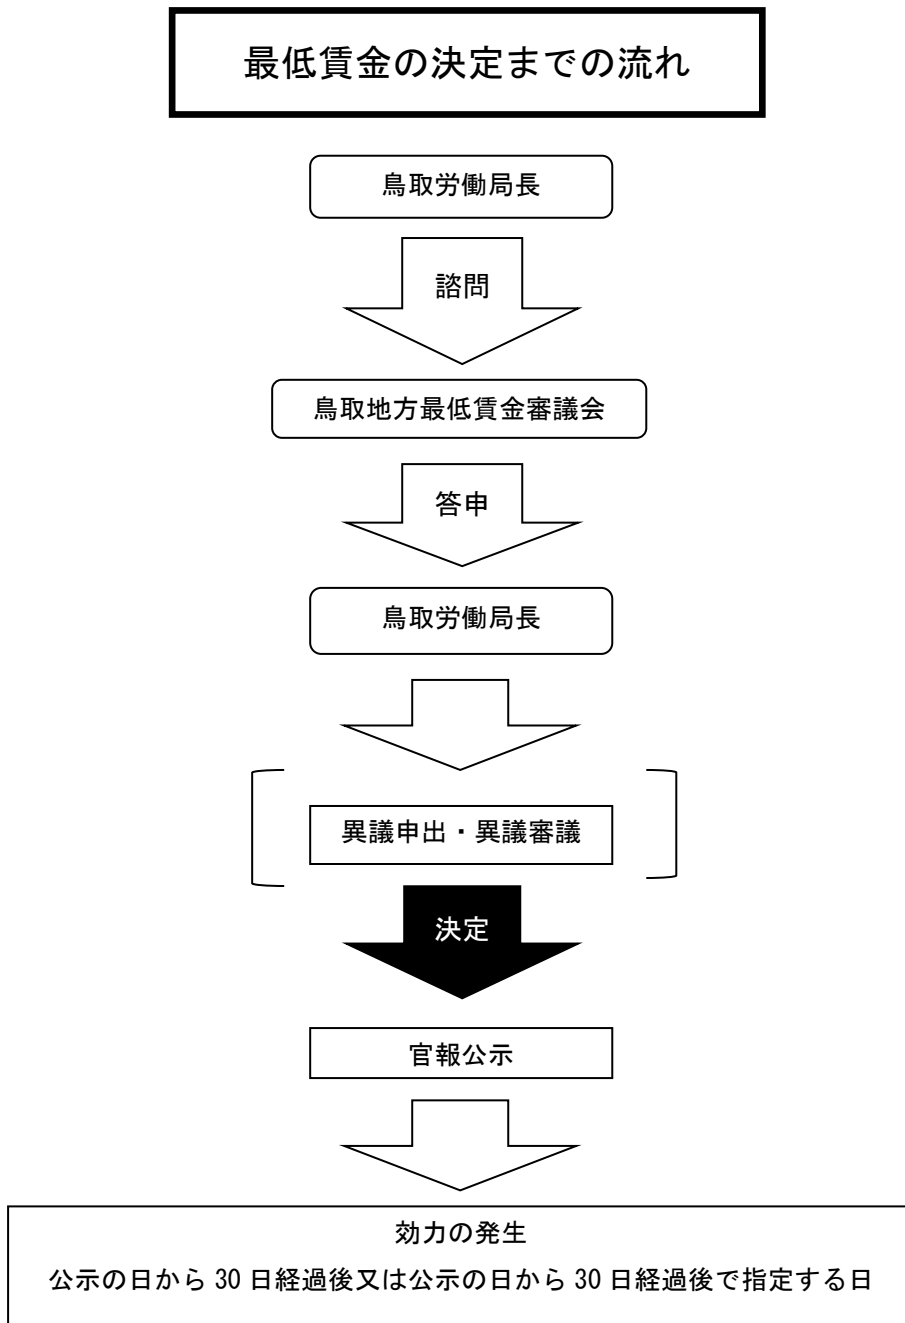 最低賃金の決定までの流れ
鳥取労働局長
諮問
鳥取地方最低賃金審議会
答申
鳥取労働局長
異議申出・異議審議
決定
官報公示
効力の発生
公示の日から 30 日経過後又は公示の日から 30 日経過後で指定する日